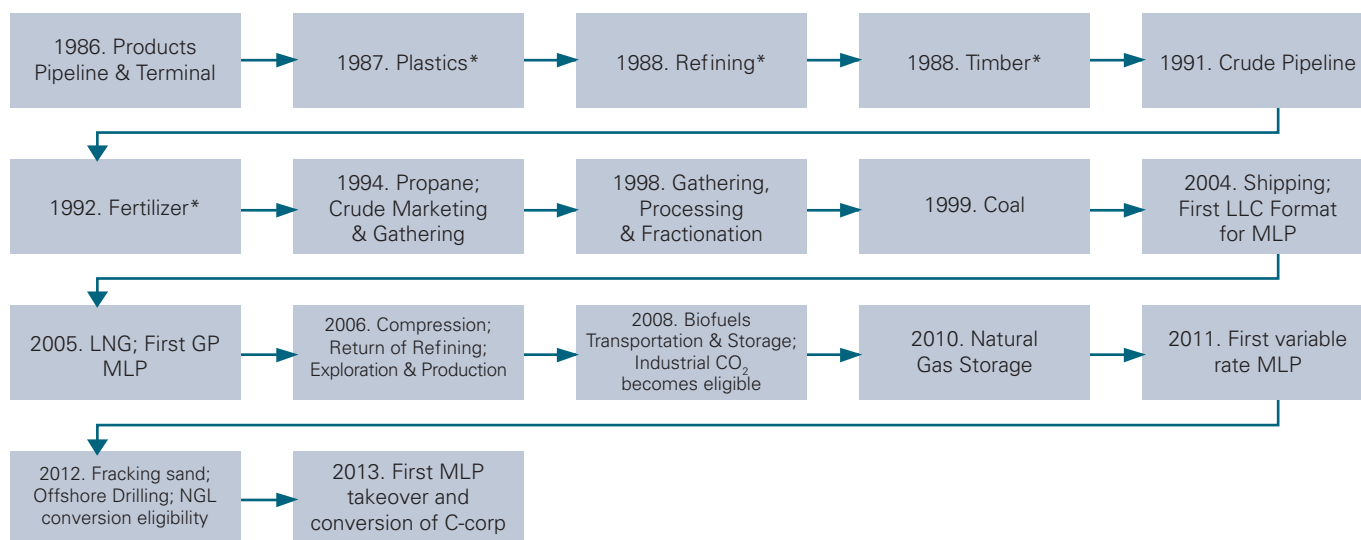 1986. Products
Pipeline & Terminal
1987. Plastics*
1988. Refining*
1988. Timber*
1991. Crude Pipeline
1992. Fertilizer*
1994. Propane;
Crude Marketing
& Gathering
1998. Gathering,
Processing
& Fractionation
1999. Coal
2004. Shipping;
First LLC Format
for MLP
2005. LNG; First GP
MLP
2006. Compression;
Return of Refining;
Exploration & Production
2008. Biofuels
Transportation & Storage;
Industrial CO₂
becomes eligible
2010. Natural
Gas Storage
2011. First variable
rate MLP
2012. Fracking sand;
Offshore Drilling; NGL
conversion eligibility
2013. First MLP
takeover and
conversion of C-corp